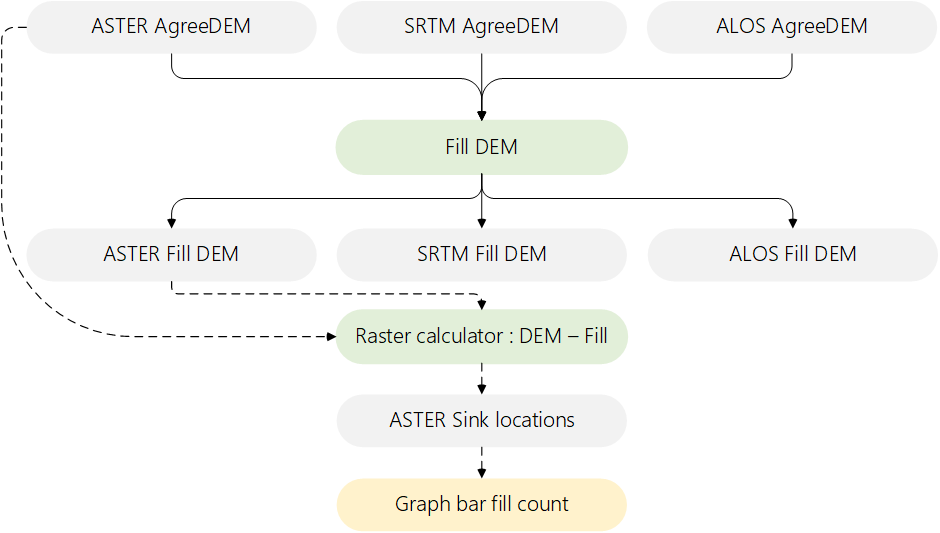 ASTER AgreeDEM
SRTM AgreeDEM
ALOS AgreeDEM
Fill DEM
ASTER Fill DEM
SRTM Fill DEM
ALOS Fill DEM
Raster calculator : DEM – Fill
ASTER Sink locations
Graph bar fill count